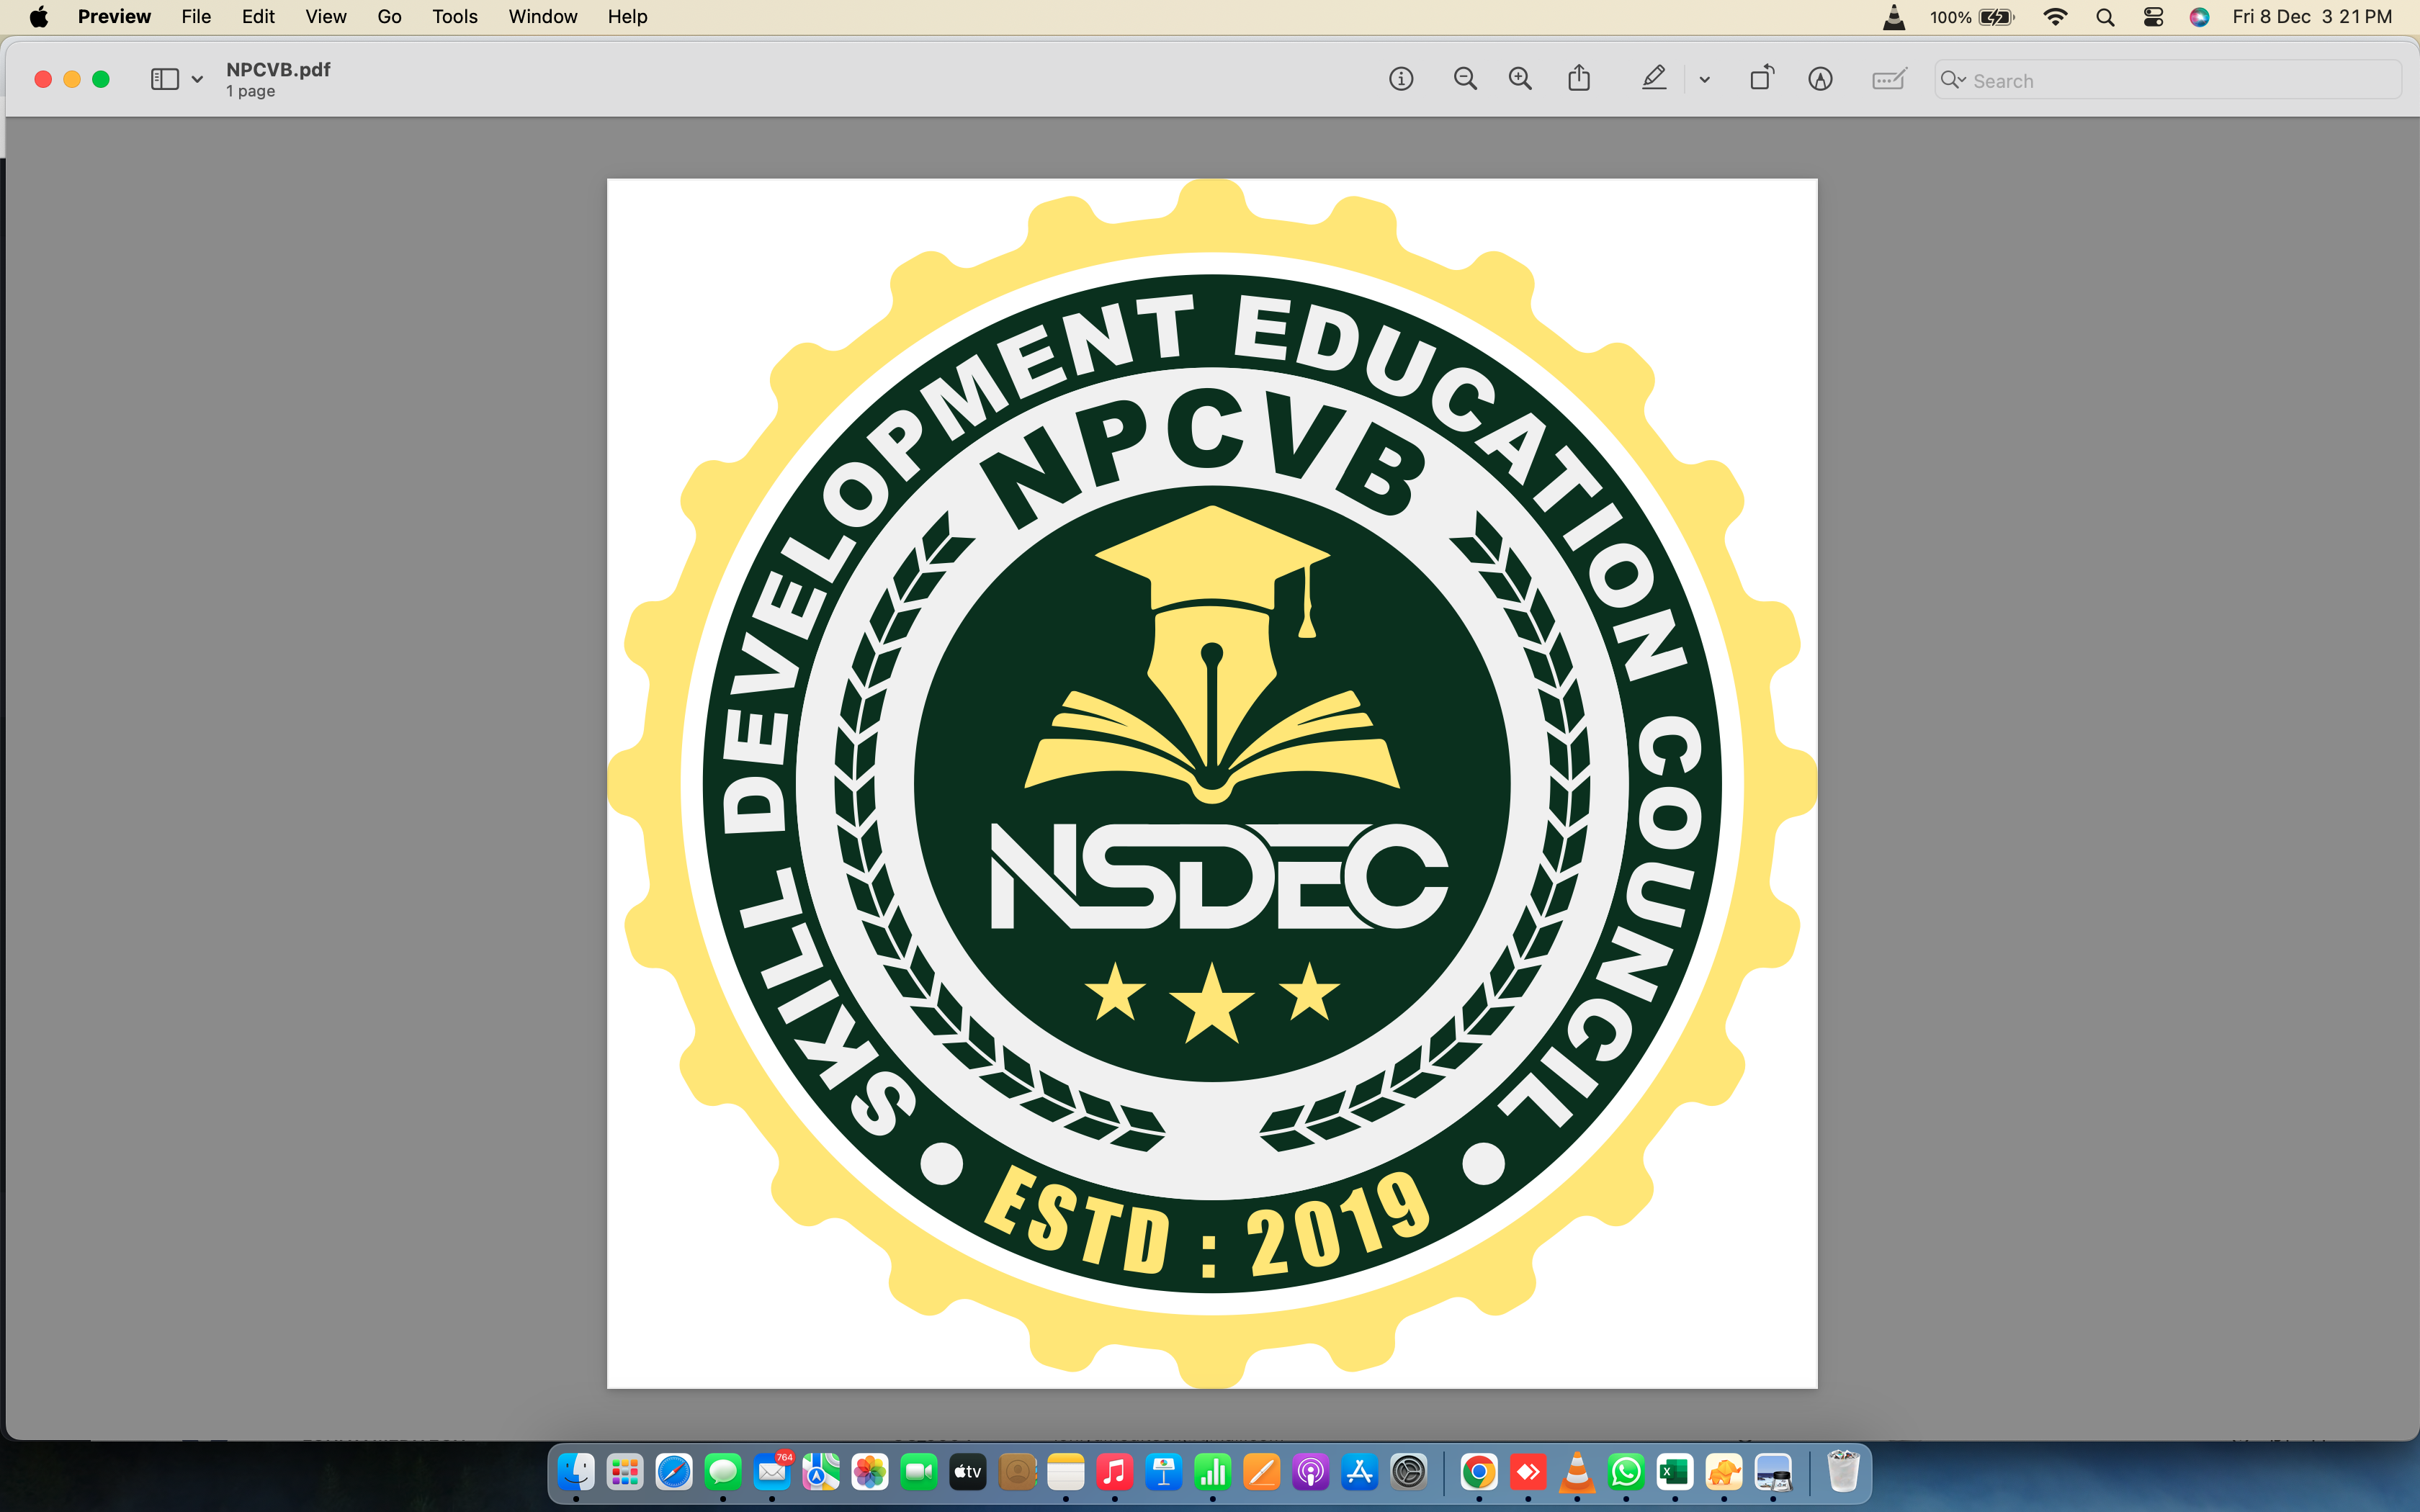 Preview File Edit View Go Tools Window Help
100% Fri 8 Dec 3 21 PM
NPCVB.pdf
1 page
Search
SKILL DEVELOPMENT EDUCATION COUNCIL
NPCVB
NSDEC
ESTD : 2019
764
tv